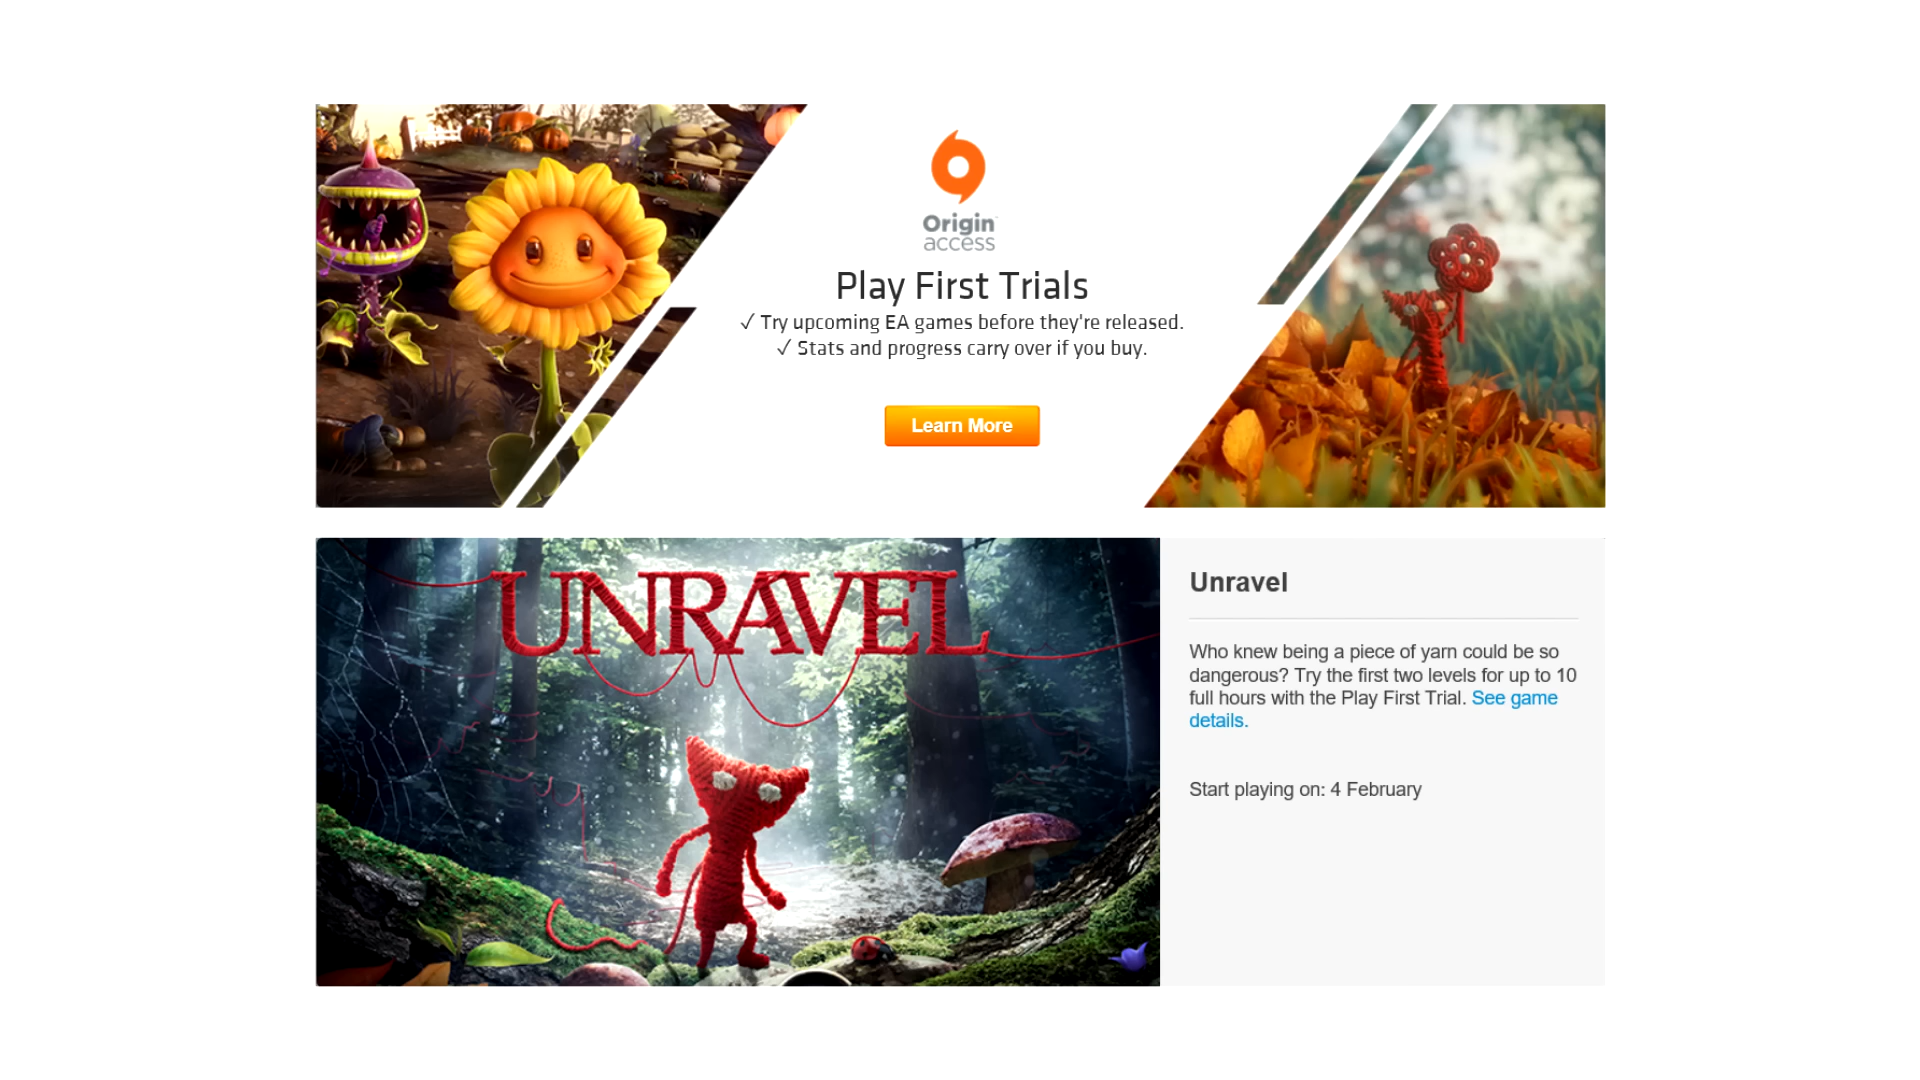 Origin
access
Play First Trials
✓ Try upcoming EA games before they're released.
✓ Stats and progress carry over if you buy.
Learn More
UNRAVEL
Unravel
Who knew being a piece of yarn could be so
dangerous? Try the first two levels for up to 10
full hours with the Play First Trial. See game
details.
Start playing on: 4 February